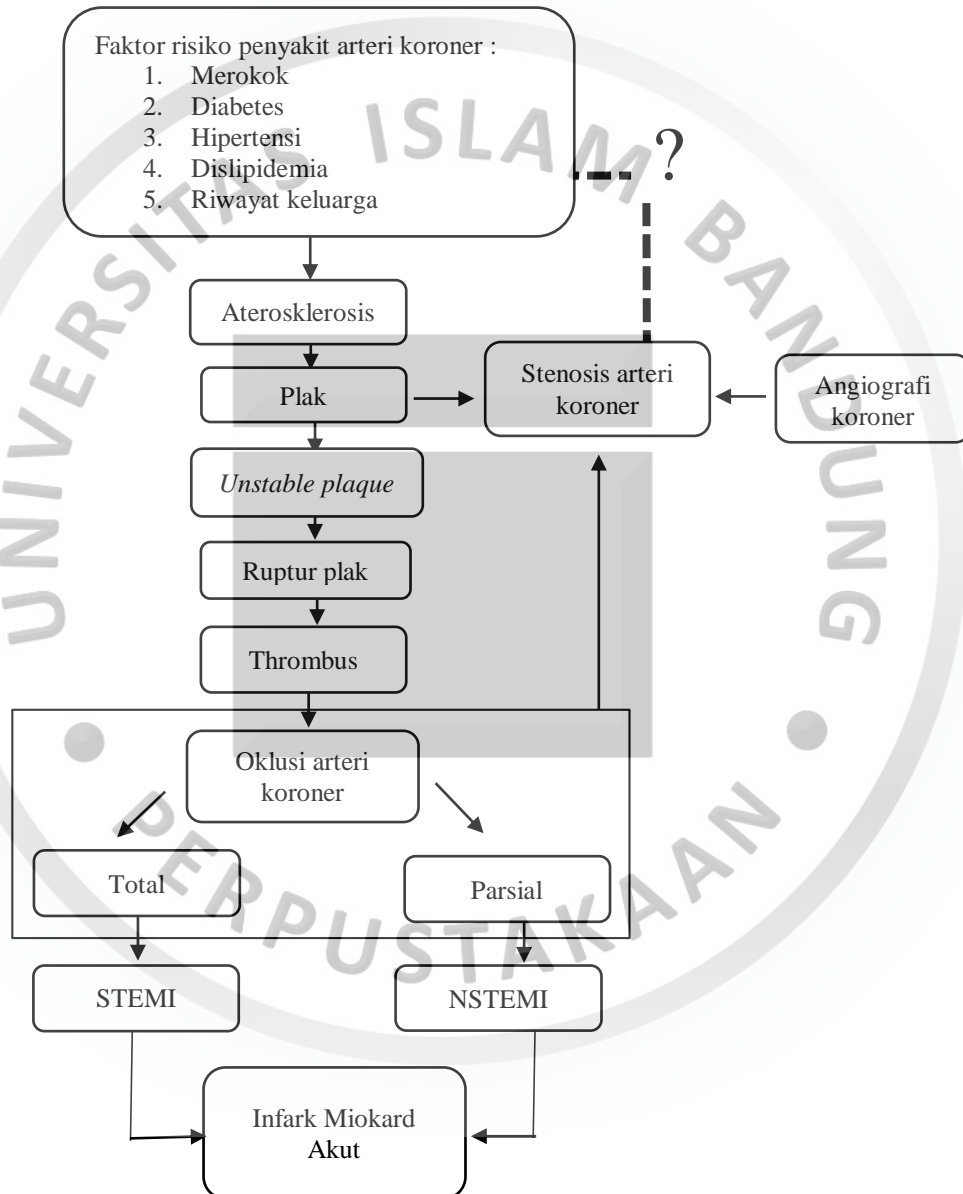 Faktor risiko penyakit arteri koroner :
1. Merokok
2. Diabetes
3. Hipertensi
4. Dislipidemia
5. Riwayat keluarga
?
Aterosklerosis
Plak
Stenosis arteri
koroner
Angiografi
koroner
Unstable plaque
Ruptur plak
Thrombus
Oklusi arteri
koroner
Total
Parsial
STEMI
NSTEMI
Infark Miokard
Akut
UNIVERSITAS ISLAM BANDUNG
PERPUSTAKAAN